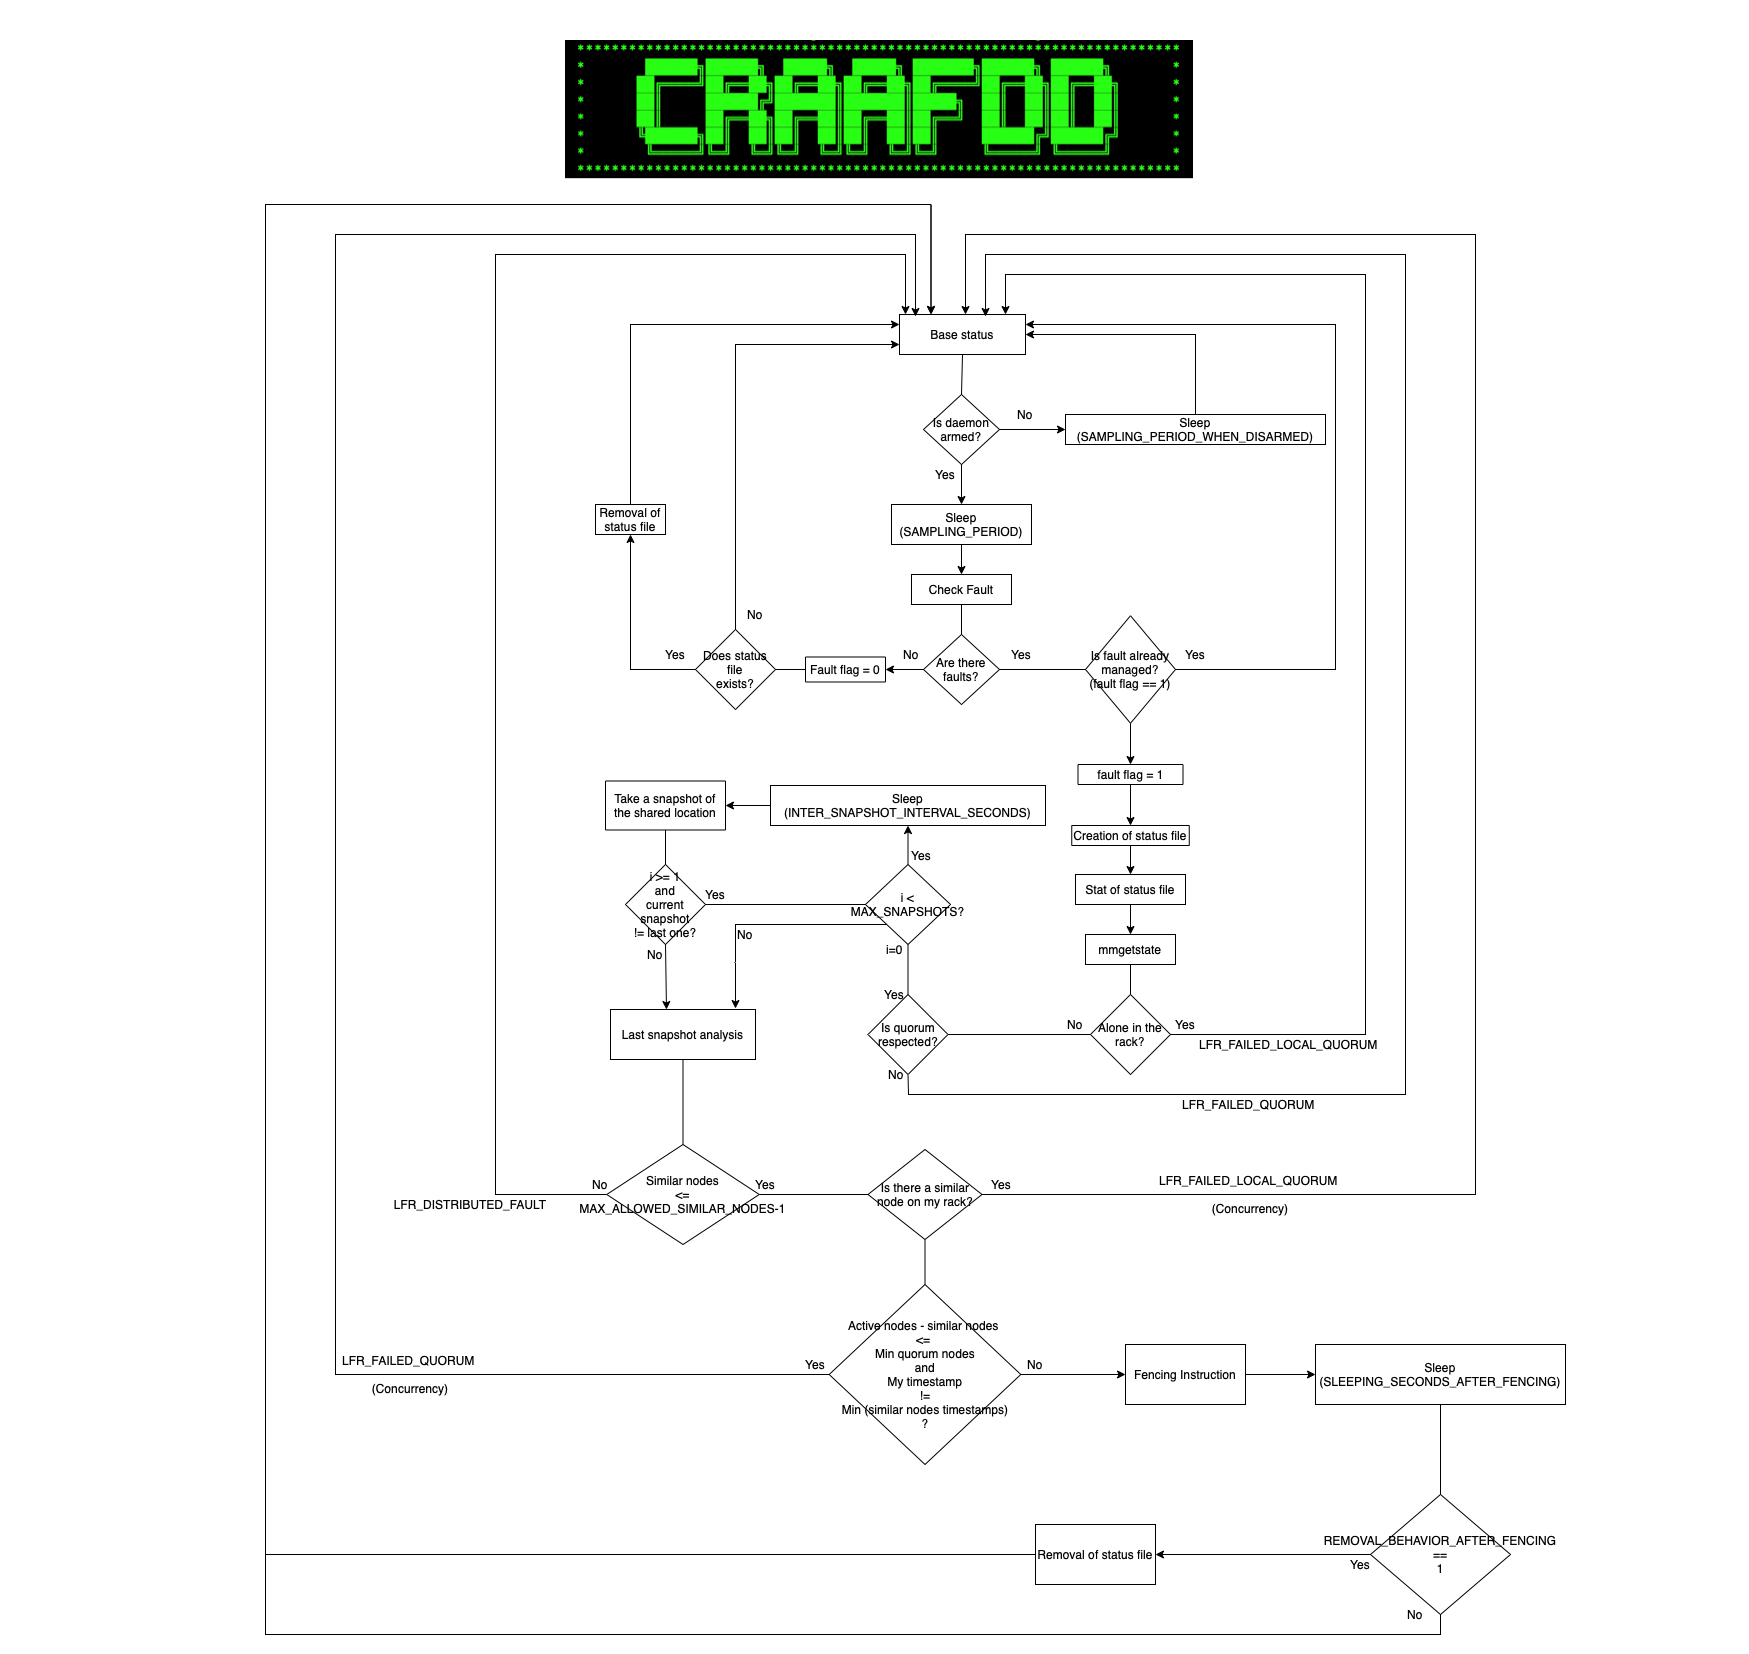 CRAAFDD
Base status
Is daemon
armed?
No
Sleep
(SAMPLING_PERIOD_WHEN_DISARMED)
Yes
Removal of
status file
Sleep
(SAMPLING_PERIOD)
Check Fault
No
Yes
Does status
file
exists?
Fault flag = 0
No
Are there
faults?
Yes
Is fault already
managed?
(fault flag == 1)
Yes
fault flag = 1
Take a snapshot of
the shared location
Sleep
(INTER_SNAPSHOT_INTERVAL_SECONDS)
Creation of status file
Yes
i >= 1
and
current
snapshot
!= last one?
Yes
i <
MAX_SNAPSHOTS?
Stat of status file
No
No
i=0
mmgetstate
Yes
Last snapshot analysis
Is quorum
respected?
No
Alone in the
rack?
Yes
LFR_FAILED_LOCAL_QUORUM
No
LFR_FAILED_QUORUM
No
LFR_DISTRIBUTED_FAULT
Similar nodes
<=
MAX_ALLOWED_SIMILAR_NODES-1
Yes
Is there a similar
node on my rack?
Yes
LFR_FAILED_LOCAL_QUORUM
(Concurrency)
LFR_FAILED_QUORUM
(Concurrency)
Yes
Active nodes - similar nodes
<=
Min quorum nodes
and
My timestamp
!=
Min (similar nodes timestamps)
?
No
Fencing Instruction
Sleep
(SLEEPING_SECONDS_AFTER_FENCING)
Removal of status file
REMOVAL_BEHAVIOR_AFTER_FENCING
==
1
Yes
No